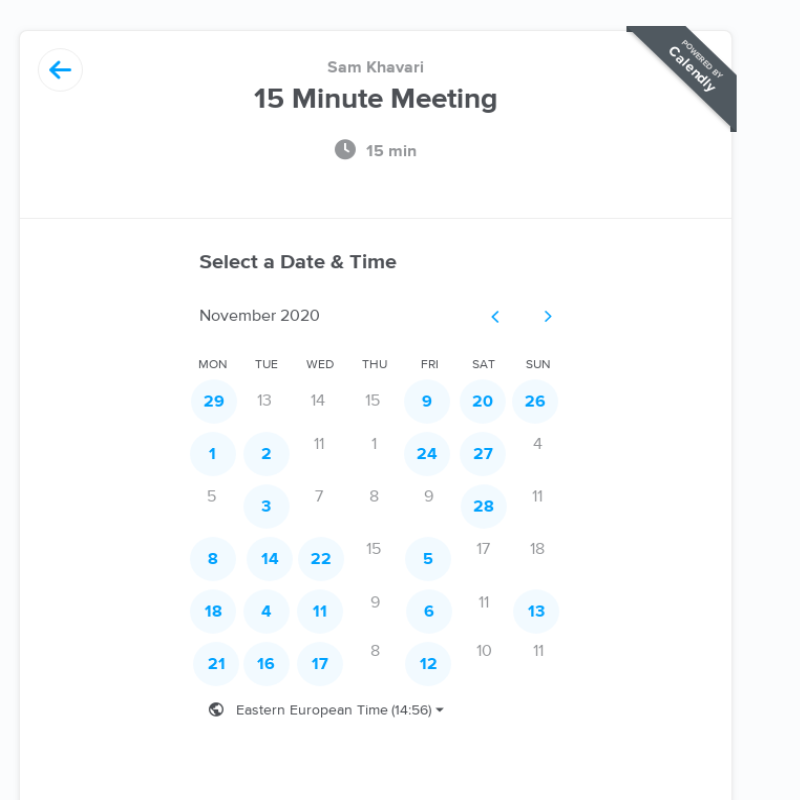 POWERED BY
Calendly
Sam Khavari
15 Minute Meeting
15 min
Select a Date & Time
November 2020
MON TUE WED THU FRI SAT SUN
29 13 14 15 9 20 26
1 2 11 1 24 27 4
5 3 7 8 9 28 11
8 14 22 15 5 17 18
18 4 11 9 6 11 13
21 16 17 8 12 10 11
Eastern European Time (14:56)